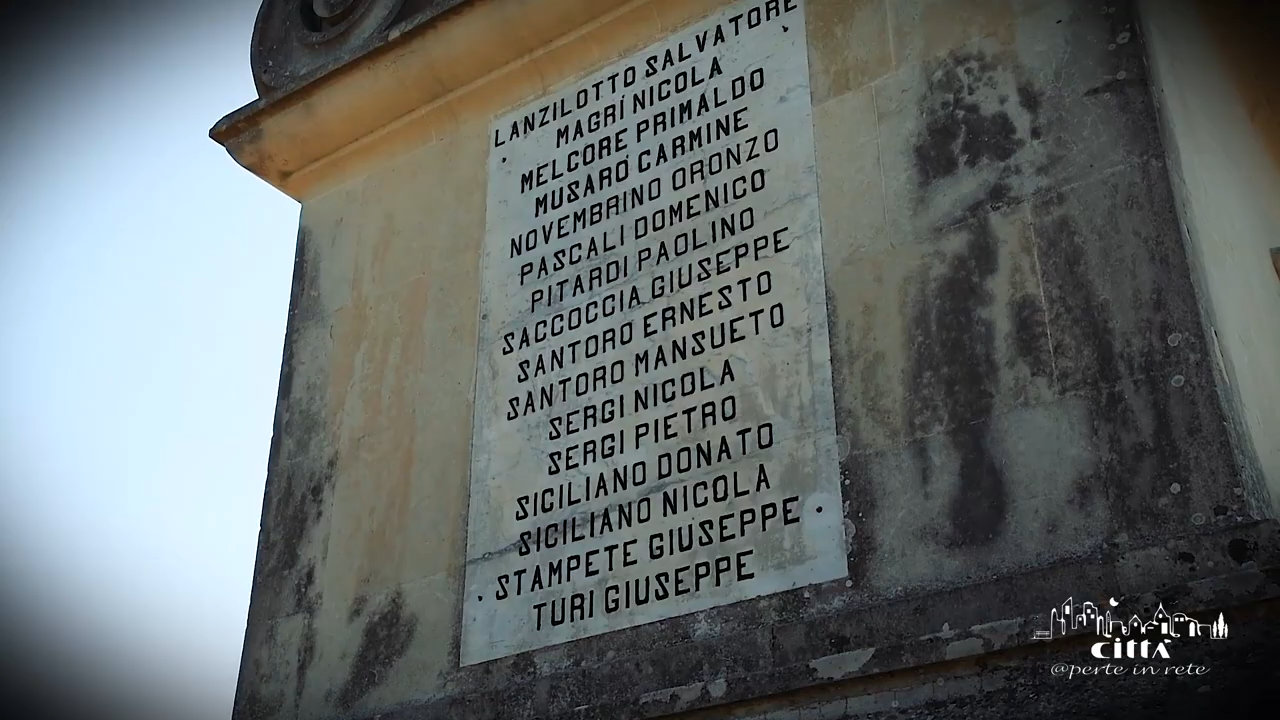 LANZILOTTO SALVATORE
MAGRÍ NICOLA
MELCORE PRIMALDO
MUSARÓ CARMINE
NOVEMBRINO ORONZO
PASCALI DOMENICO
PITARDI PAOLINO
SACCOCCIA GIUSEPPE
SANTORO ERNESTO
SANTORO MANSUETO
SERGI NICOLA
SERGI PIETRO
SICILIANO DONATO
SICILIANO NICOLA
STAMPETE GIUSEPPE
TURI GIUSEPPE
CITTÀ
@perte in rete